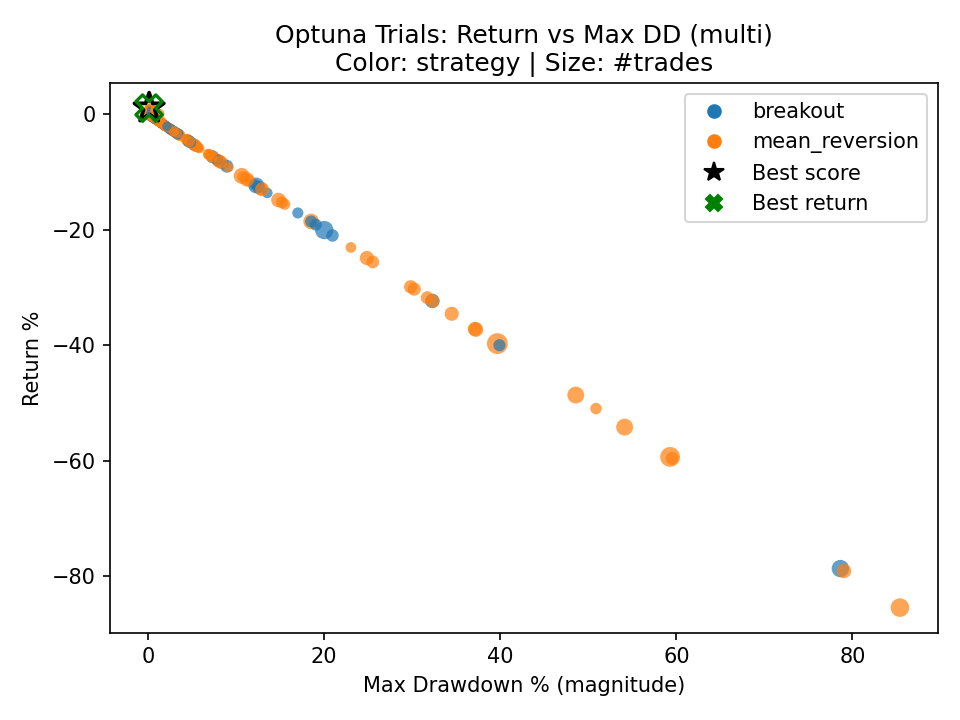 Optuna Trials: Return vs Max DD (multi)
Color: strategy | Size: #trades
breakout
mean_reversion
Best score
Best return
Return %
0
−20
−40
−60
−80
0
20
40
60
80
Max Drawdown % (magnitude)